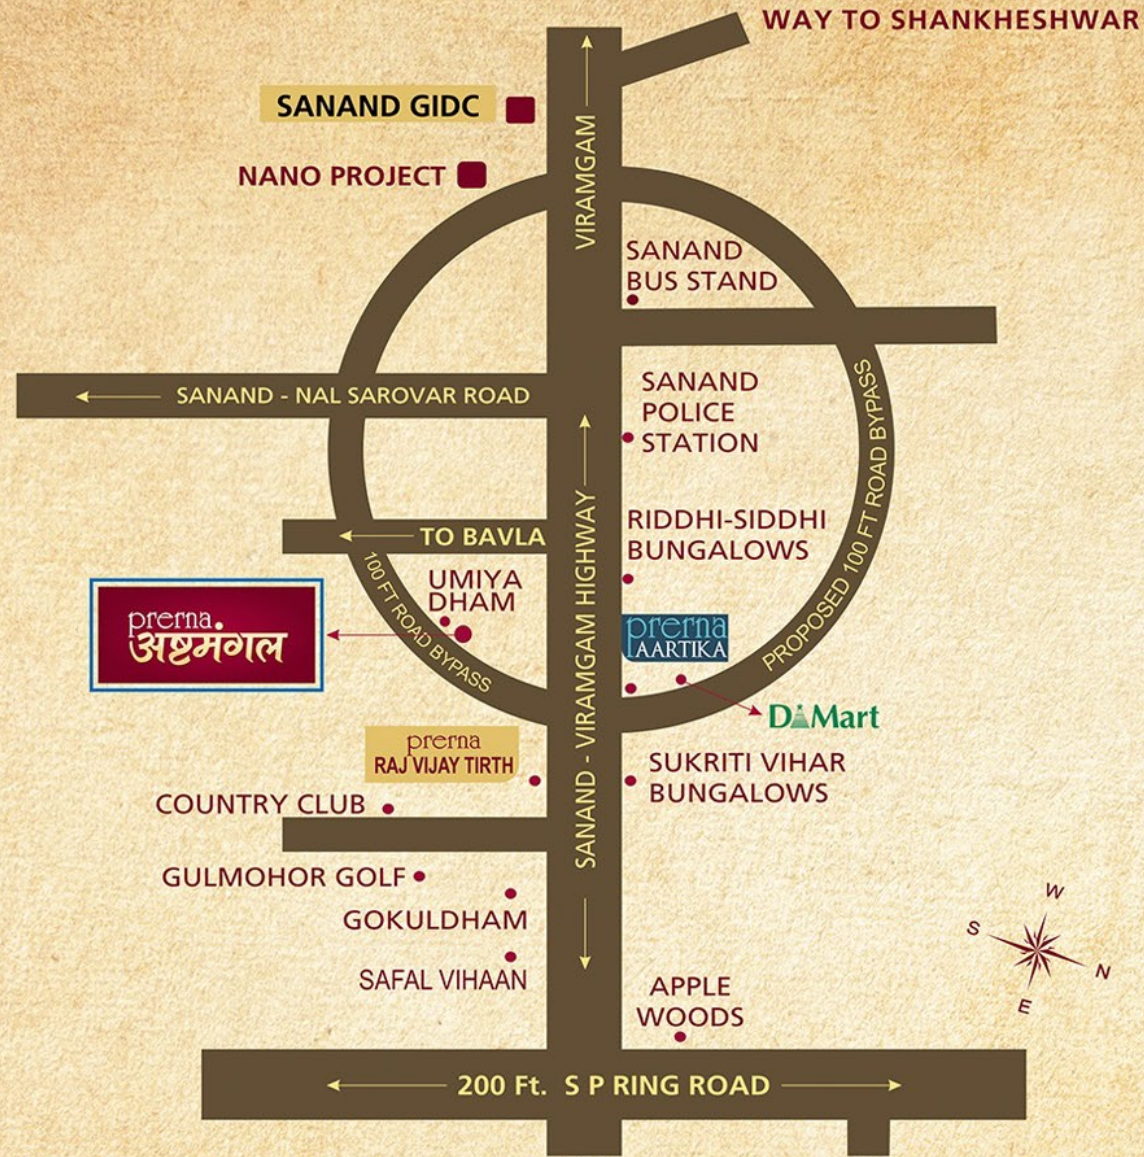 WAY TO SHANKHESHWAR
SANAND GIDC
NANO PROJECT
VIRAMGAM
SANAND
BUS STAND
SANAND - NAL SAROVAR ROAD
SANAND
POLICE
STATION
PROPOSED 100 FT ROAD BYPASS
RIDDHI-SIDDHI
BUNGALOWS
TO BAVLA
100 FT ROAD BYPASS
UMIYA
DHAM
prerna
अष्टमंगल
SANAND - VIRAMGAM HIGHWAY
prerna
AARTIKA
DMart
prerna
RAJ VIJAY TIRTH
SUKRITI VIHAR
BUNGALOWS
COUNTRY CLUB
GULMOHOR GOLF
GOKULDHAM
SAFAL VIHAAN
W
S
N
E
APPLE
WOODS
200 Ft. S P RING ROAD